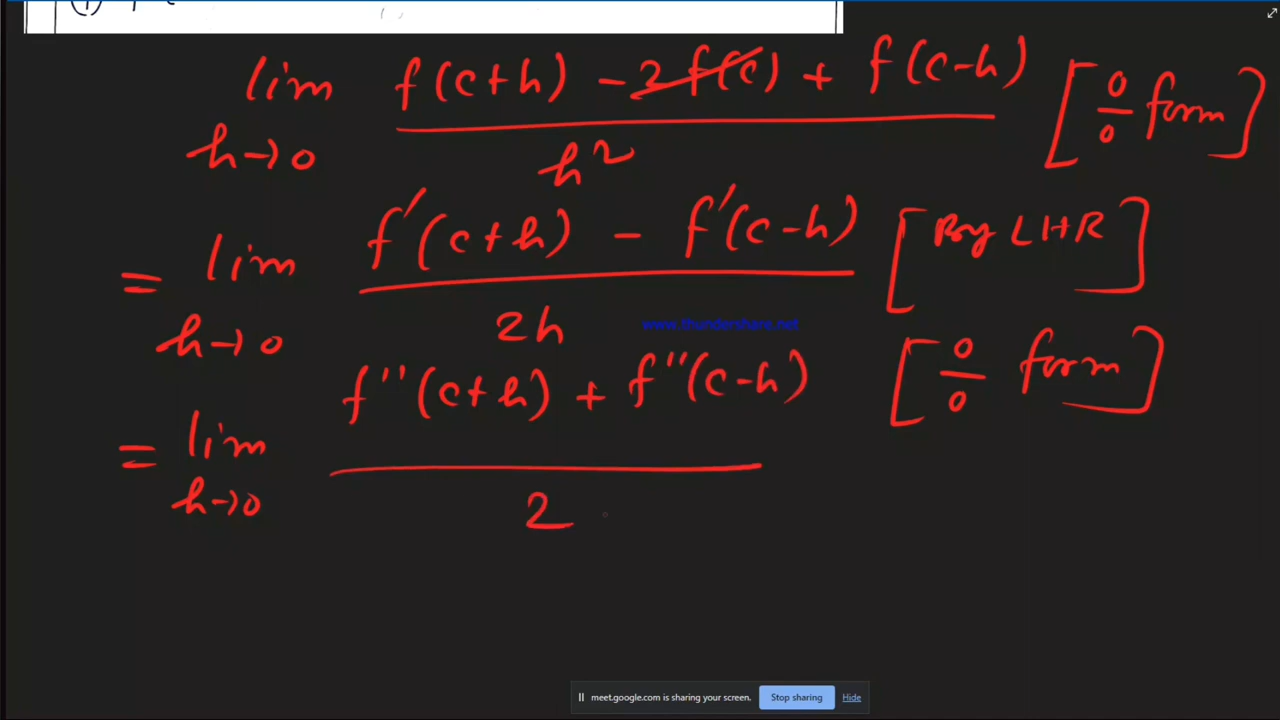 lim h→0 f(c+h) - 2f(c) + f(c-h) / h² [0/0 form]
= lim h→0 f'(c+h) - f'(c-h) / 2h [By LHR]
www.thundershare.net
= lim h→0 f''(c+h) + f''(c-h) / 2 [0/0 form]
meet.google.com is sharing your screen. Stop sharing Hide